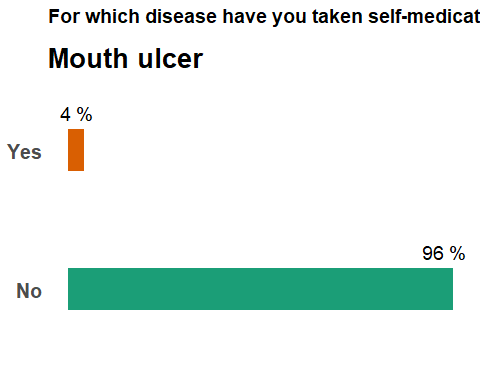 For which disease have you taken self-medicat
Mouth ulcer
4 %
Yes
96 %
No